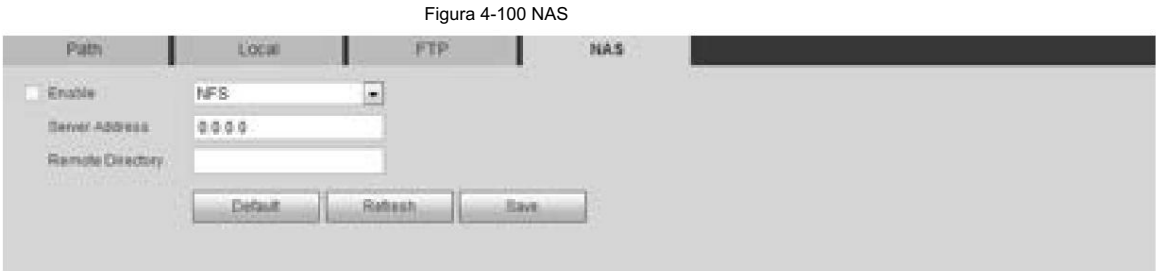 Figura 4-100 NAS
Path Local FTP NAS
Enable NFS
Server Address 0.0.0.0
Remote Directory
Default Refresh Save